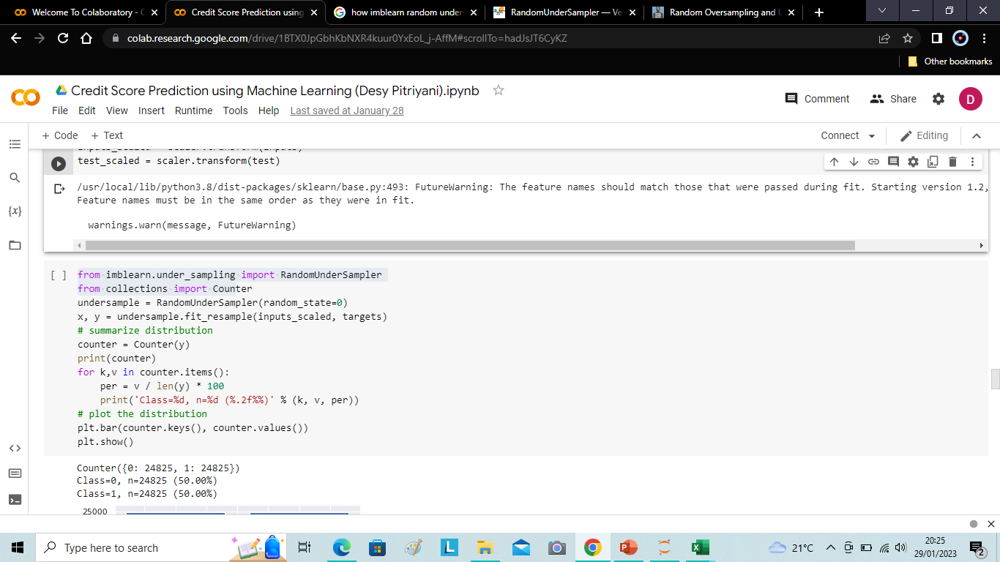 Welcome To Colaboratory - C
Credit Score Prediction using
how imblearn random under
RandomUnderSampler — Ve
Random Oversampling and U
colab.research.google.com/drive/1BTX0JpGbhKbNXR4kuur0YxEoL_j-AffM#scrollTo=hadJsJT6CyKZ
Other bookmarks
Credit Score Prediction using Machine Learning (Desy Pitriyani).ipynb
Comment
Share
D
File Edit View Insert Runtime Tools Help Last saved at January 28
+ Code + Text
Connect
Editing
test_scaled = scaler.transform(test)
/usr/local/lib/python3.8/dist-packages/sklearn/base.py:493: FutureWarning: The feature names should match those that were passed during fit. Starting version 1.2,
Feature names must be in the same order as they were in fit.
warnings.warn(message, FutureWarning)
{x}
[ ]
from imblearn.under_sampling import RandomUnderSampler
from collections import Counter
undersample = RandomUnderSampler(random_state=0)
x, y = undersample.fit_resample(inputs_scaled, targets)
# summarize distribution
counter = Counter(y)
print(counter)
for k,v in counter.items():
    per = v / len(y) * 100
    print('Class=%d, n=%d (%.2f%%)' % (k, v, per))
# plot the distribution
plt.bar(counter.keys(), counter.values())
plt.show()
Counter({0: 24825, 1: 24825})
Class=0, n=24825 (50.00%)
Class=1, n=24825 (50.00%)
25000
Type here to search
21°C
20:25
29/01/2023
2